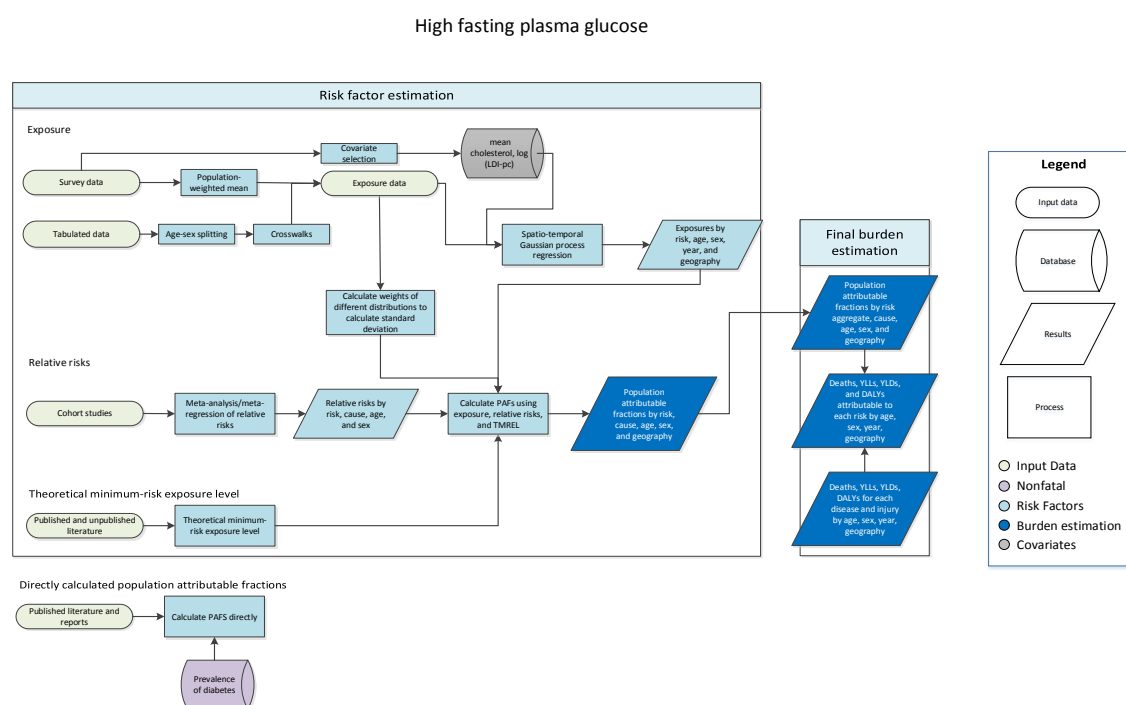 High fasting plasma glucose
Risk factor estimation
Exposure
Survey data
Population-
weighted mean
Covariate
selection
mean
cholesterol, log
(LDI-pc)
Exposure data
Tabulated data
Age-sex splitting
Crosswalks
Spatio-temporal
Gaussian process
regression
Exposures by
risk, age, sex,
year, and
geography
Calculate weights of
different distributions to
calculate standard
deviation
Relative risks
Cohort studies
Meta-analysis/meta-
regression of relative
risks
Relative risks by
risk, cause, age,
and sex
Calculate PAFs using
exposure, relative risks,
and TMREL
Population
attributable
fractions by risk,
cause, age, sex,
and geography
Theoretical minimum-risk exposure level
Published and unpublished
literature
Theoretical minimum-
risk exposure level
Final burden
estimation
Population
attributable
fractions by risk
aggregate, cause,
age, sex, and
geography
Deaths, YLLs, YLDs,
and DALYs
attributable to
each risk by age,
sex, year,
geography
Deaths, YLLs, YLDs,
DALYs for each
disease and injury
by age, sex, year,
geography
Legend
Input data
Database
Results
Process
Input Data
Nonfatal
Risk Factors
Burden estimation
Covariates
Directly calculated population attributable fractions
Published literature and
reports
Calculate PAFS directly
Prevalence
of diabetes